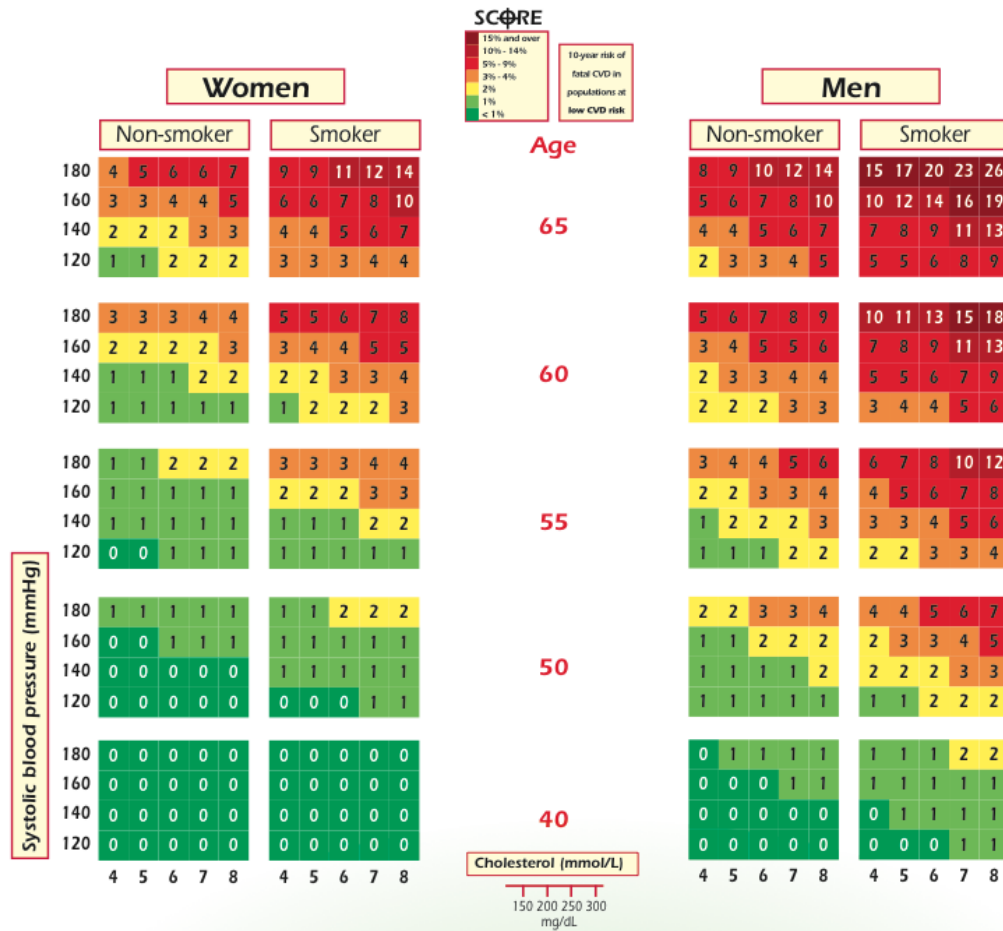 SCORE
15% and over
10% - 14%
5% - 9%
3% - 4%
2%
1%
< 1%
10-year risk of
fatal CVD in
populations at
low CVD risk
Women
Men
Non-smoker Smoker Age Non-smoker Smoker
180 4 5 6 6 7 9 9 11 12 14 8 9 10 12 14 15 17 20 23 26
160 3 3 4 4 5 6 6 7 8 10 5 6 7 8 10 10 12 14 16 19
65
140 2 2 2 3 3 4 4 5 6 7 4 4 5 6 7 7 8 9 11 13
120 1 1 2 2 2 3 3 3 4 4 2 3 3 4 5 5 5 6 8 9
180 3 3 3 4 4 5 5 6 7 8 5 6 7 8 9 10 11 13 15 18
160 2 2 2 2 3 3 4 4 5 5 3 4 5 5 6 7 8 9 11 13
60
140 1 1 1 2 2 2 2 3 3 4 2 3 3 4 4 5 5 6 7 9
120 1 1 1 1 1 1 2 2 2 3 2 2 2 3 3 3 4 4 5 6
180 1 1 2 2 2 3 3 3 4 4 3 4 4 5 6 6 7 8 10 12
160 1 1 1 1 1 2 2 2 3 3 2 2 3 3 4 4 5 6 7 8
55
140 1 1 1 1 1 1 1 1 2 2 1 2 2 2 3 3 3 4 5 6
120 0 0 1 1 1 1 1 1 1 1 1 1 1 2 2 2 2 3 3 4
180 1 1 1 1 1 1 1 2 2 2 2 2 3 3 4 4 4 5 6 7
160 0 0 1 1 1 1 1 1 1 1 1 1 2 2 2 2 3 3 4 5
50
140 0 0 0 0 0 1 1 1 1 1 1 1 1 1 2 2 2 2 3 3
120 0 0 0 0 0 0 0 0 1 1 1 1 1 1 1 1 1 2 2 2
180 0 0 0 0 0 0 0 0 0 0 0 1 1 1 1 1 1 1 2 2
160 0 0 0 0 0 0 0 0 0 0 0 0 0 1 1 1 1 1 1 1
40
140 0 0 0 0 0 0 0 0 0 0 0 0 0 0 0 0 1 1 1 1
120 0 0 0 0 0 0 0 0 0 0 0 0 0 0 0 0 0 0 1 1
4 5 6 7 8 4 5 6 7 8 4 5 6 7 8 4 5 6 7 8
Systolic blood pressure (mmHg)
Cholesterol (mmol/L)
150 200 250 300
mg/dL